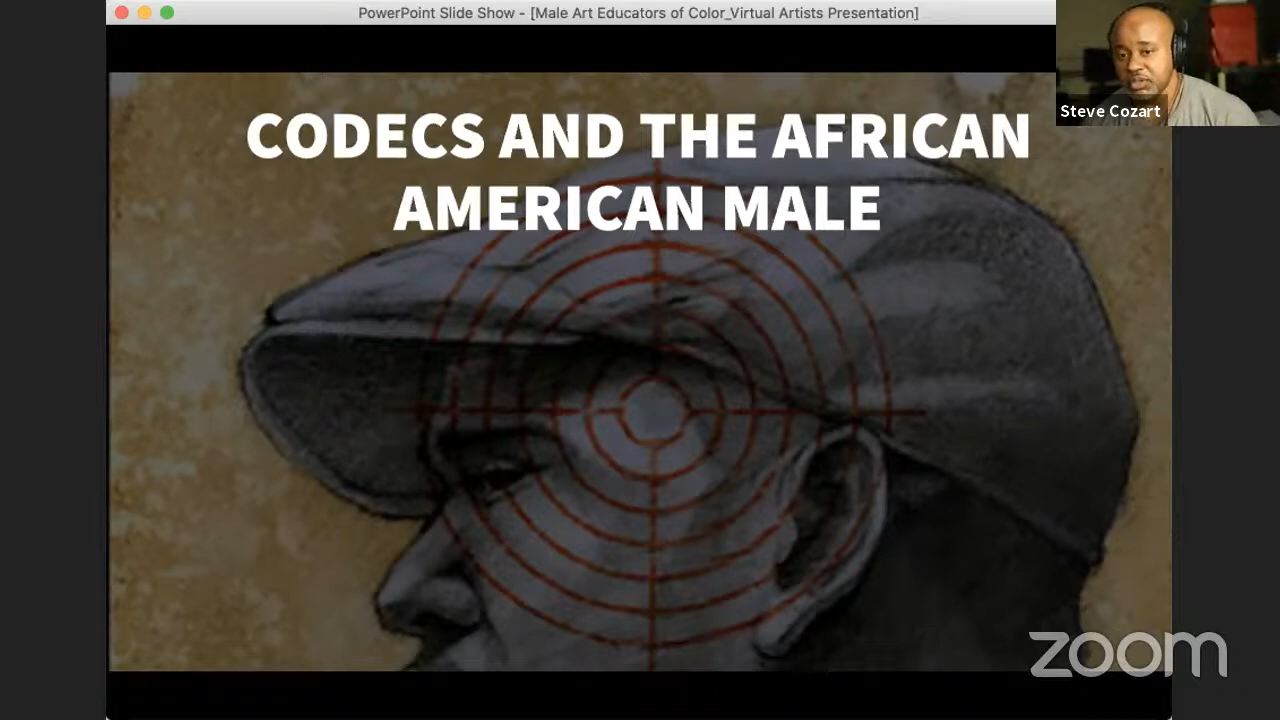 PowerPoint Slide Show - [Male Art Educators of Color_Virtual Artists Presentation]
Steve Cozart
CODECS AND THE AFRICAN
AMERICAN MALE
zoom